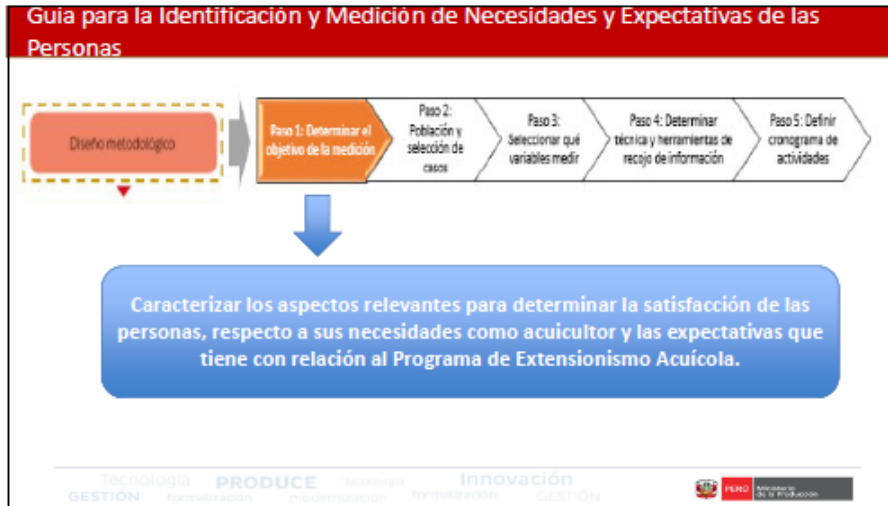 Guía para la Identificación y Medición de Necesidades y Expectativas de las
Personas
Diseño metodológico
Paso 1: Determinar el
objetivo de la medición
Paso 2:
Población y
selección de
casos
Paso 3:
Seleccionar qué
variables medir
Paso 4: Determinar
técnica y herramientas de
recojo de información
Paso 5: Definir
cronograma de
actividades
Caracterizar los aspectos relevantes para determinar la satisfacción de las
personas, respecto a sus necesidades como acuicultor y las expectativas que
tiene con relación al Programa de Extensionismo Acuícola.
Tecnología PRODUCE Tecnología Innovación
GESTIÓN formalización modernización formalización GESTIÓN
PERÚ
Ministerio
de la Producción